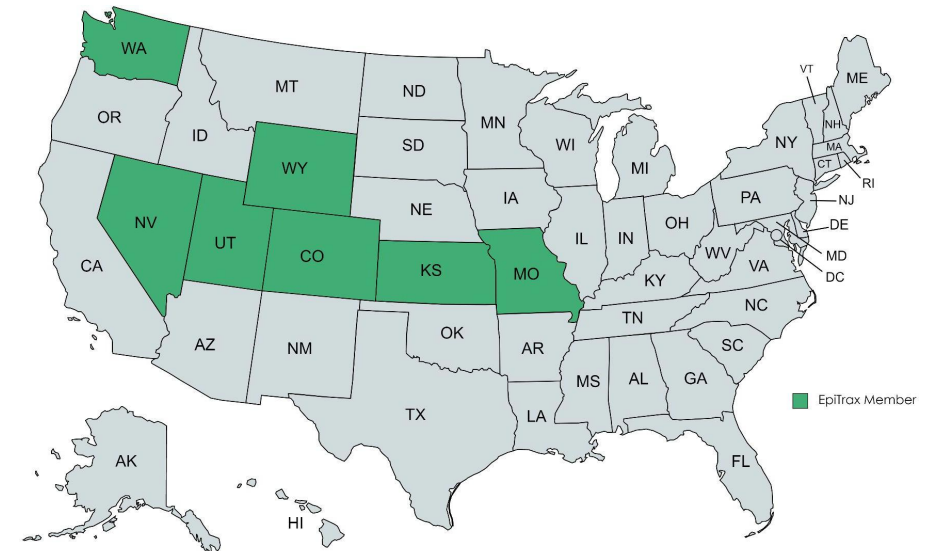 WA
MT
ND
MN
VT
ME
OR
ID
SD
WI
MI
NY
NH
MA
CT
RI
WY
NE
IA
PA
NJ
NV
UT
CO
KS
MO
IL
IN
OH
WV
VA
DE
MD
DC
CA
KY
NC
TN
AZ
NM
OK
AR
SC
MS
AL
GA
TX
LA
EpiTrax Member
FL
AK
HI